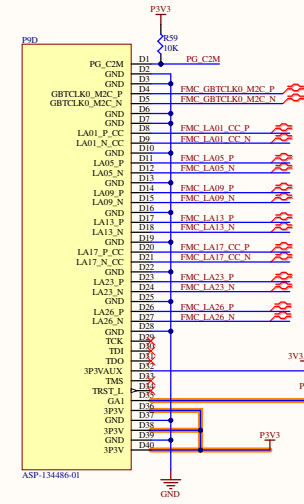 P3V3
R59
10K
P9D
PG_C2M D1 PG_C2M
GND D2
GND D3
GBTCLK0_M2C_P D4 FMC_GBTCLK0_M2C_P
GBTCLK0_M2C_N D5 FMC_GBTCLK0_M2C_N
GND D6
GND D7
LA01_P_CC D8 FMC_LA01_CC_P
LA01_N_CC D9 FMC_LA01_CC_N
GND D10
LA05_P D11 FMC_LA05_P
LA05_N D12 FMC_LA05_N
GND D13
LA09_P D14 FMC_LA09_P
LA09_N D15 FMC_LA09_N
GND D16
LA13_P D17 FMC_LA13_P
LA13_N D18 FMC_LA13_N
GND D19
LA17_P_CC D20 FMC_LA17_CC_P
LA17_N_CC D21 FMC_LA17_CC_N
GND D22
LA23_P D23 FMC_LA23_P
LA23_N D24 FMC_LA23_N
GND D25
LA26_P D26 FMC_LA26_P
LA26_N D27 FMC_LA26_N
GND D28
TCK D29
TDI D30
TDO D31
3V3
3P3VAUX D32
TMS D33
TRST_L D34
GA1 D35
3P3V D36
GND D37
3P3V D38
GND D39
3P3V D40
P3V3
ASP-134486-01
GND